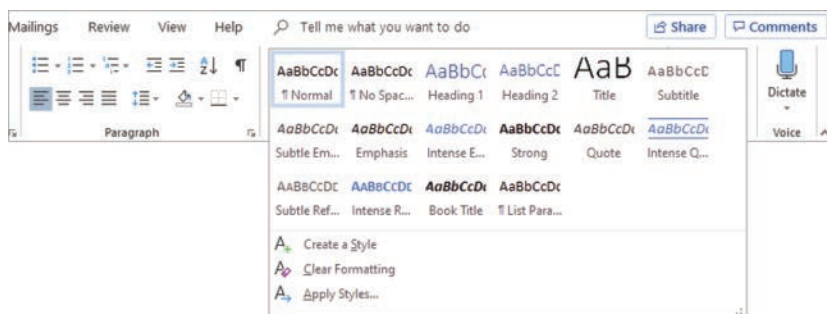 Mailings Review View Help Tell me what you want to do Share Comments
AaBbCcDc AaBbCcDc AaBbCc AaBbCcC AaB AaBbCcD
¶ Normal ¶ No Spac... Heading 1 Heading 2 Title Subtitle
Dictate
AaBbCcDc AaBbCcDc AaBbCcDc AaBbCcDc AaBbCcDc AaBbCcDc
Paragraph Subtle Em... Emphasis Intense E... Strong Quote Intense Q... Voice
AABBCCDC AABBCCDC AaBbCcDc AaBbCcDc
Subtle Ref... Intense R... Book Title ¶ List Para...
Create a Style
Clear Formatting
Apply Styles...